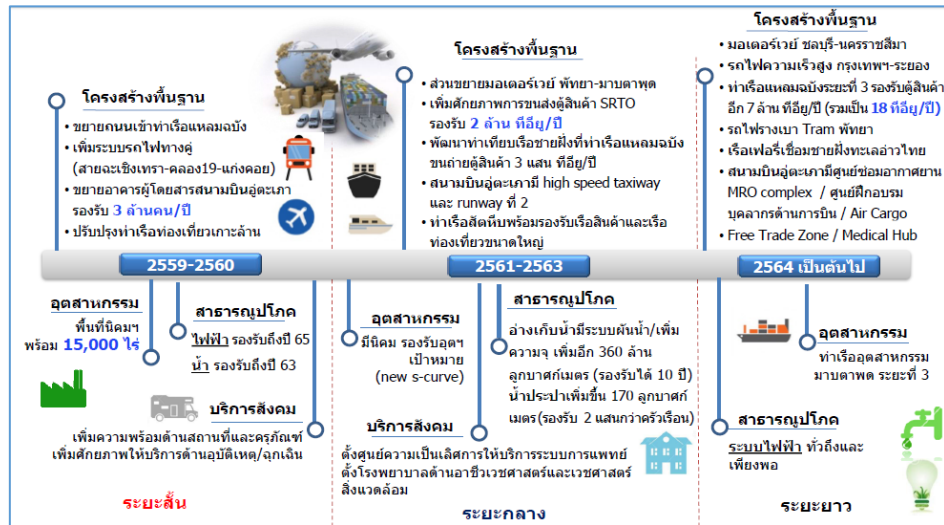 โครงสร้างพื้นฐาน
• ขยายถนนเข้าท่าเรือแหลมฉบัง
• เพิ่มระบบรถไฟทางคู่
(สายฉะเชิงเทรา-คลอง19-แก่งคอย)
• ขยายอาคารผู้โดยสารสนามบินอู่ตะเภา
รองรับ 3 ล้านคน/ปี
• ปรับปรุงท่าเรือท่องเที่ยวเกาะล้าน
2559-2560
อุตสาหกรรม
พื้นที่นิคมฯ
พร้อม 15,000 ไร่
สาธารณูปโภค
ไฟฟ้า รองรับถึงปี 65
น้ำ รองรับถึงปี 63
บริการสังคม
เพิ่มความพร้อมด้านสถานที่และครุภัณฑ์
เพิ่มศักยภาพให้บริการด้านอุบัติเหตุ/ฉุกเฉิน
ระยะสั้น
โครงสร้างพื้นฐาน
• ส่วนขยายมอเตอร์เวย์ พัทยา-มาบตาพุด
• เพิ่มศักยภาพการขนส่งตู้สินค้า SRTO
รองรับ 2 ล้าน ทีอียู/ปี
• พัฒนาท่าเทียบเรือชายฝั่งที่ท่าเรือแหลมฉบัง
ขนถ่ายตู้สินค้า 3 แสน ทีอียู/ปี
• สนามบินอู่ตะเภามี high speed taxiway
และ runway ที่ 2
• ท่าเรือสัตหีบพร้อมรองรับเรือสินค้าและเรือ
ท่องเที่ยวขนาดใหญ่
2561-2563
อุตสาหกรรม
มีนิคม รองรับอุตฯ
เป้าหมาย
(new s-curve)
สาธารณูปโภค
อ่างเก็บน้ำมีระบบคันน้ำ/เพิ่ม
ความจุ เพิ่มอีก 360 ล้าน
ลูกบาศก์เมตร (รองรับได้ 10 ปี)
น้ำประปาเพิ่มขึ้น 170 ลูกบาศก์
เมตร(รองรับ 2 แสนกว่าครัวเรือน)
บริการสังคม
ตั้งศูนย์ความเป็นเลิศการให้บริการระบบการแพทย์
ตั้งโรงพยาบาลด้านอาชีวเวชศาสตร์และเวชศาสตร์
สิ่งแวดล้อม
ระยะกลาง
โครงสร้างพื้นฐาน
• มอเตอร์เวย์ ชลบุรี-นครราชสีมา
• รถไฟความเร็วสูง กรุงเทพฯ-ระยอง
• ท่าเรือแหลมฉบังระยะที่ 3 รองรับตู้สินค้า
อีก 7 ล้าน ทีอียู/ปี (รวมเป็น 18 ทีอียู/ปี)
• รถไฟรางเบา Tram พัทยา
• เรือเฟอรี่เชื่อมชายฝั่งทะเลอ่าวไทย
• สนามบินอู่ตะเภามีศูนย์ซ่อมอากาศยาน
MRO complex / ศูนย์ฝึกอบรม
บุคลากรด้านการบิน / Air Cargo
• Free Trade Zone / Medical Hub
2564 เป็นต้นไป
อุตสาหกรรม
ท่าเรืออุตสาหกรรม
มาบตาพด ระยะที่ 3
สาธารณูปโภค
ระบบไฟฟ้า ทั่วถึงและ
เพียงพอ
ระยะยาว